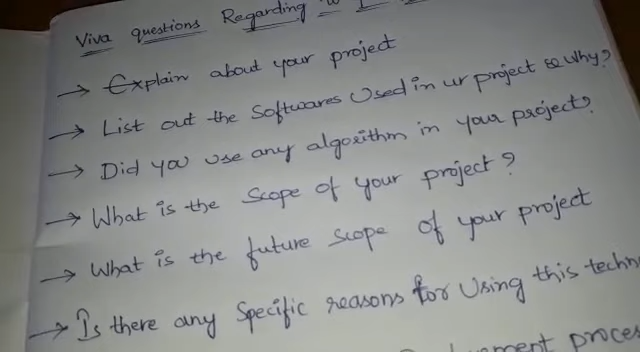 Viva questions Regarding
→ Explain about your project
→ List out the Softwares Used in ur project & why?
→ Did you use any algorithm in your project?
→ What is the scope of your project?
→ What is the future scope of your project
→ Is there any Specific reasons for Using this techn
proces